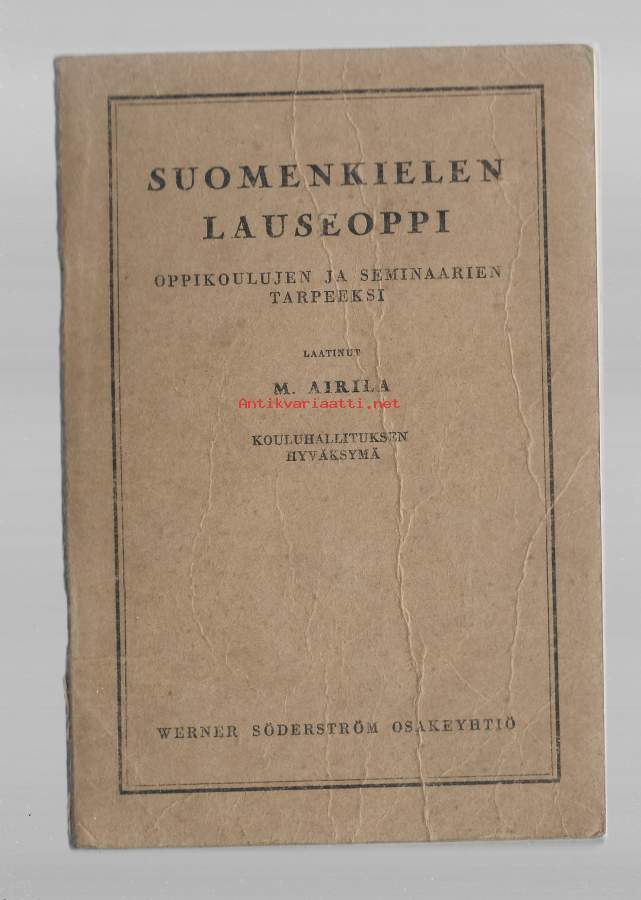 SUOMENKIELEN
LAUSEOPPI
OPPIKOULUJEN JA SEMINAARIEN
TARPEEKSI
LAATINUT
M. AIRILA
Antikvariaatti.net
KOULUHALLITUKSEN
HYVÄKSYMÄ
WERNER SÖDERSTRÖM OSAKEYHTIÖ